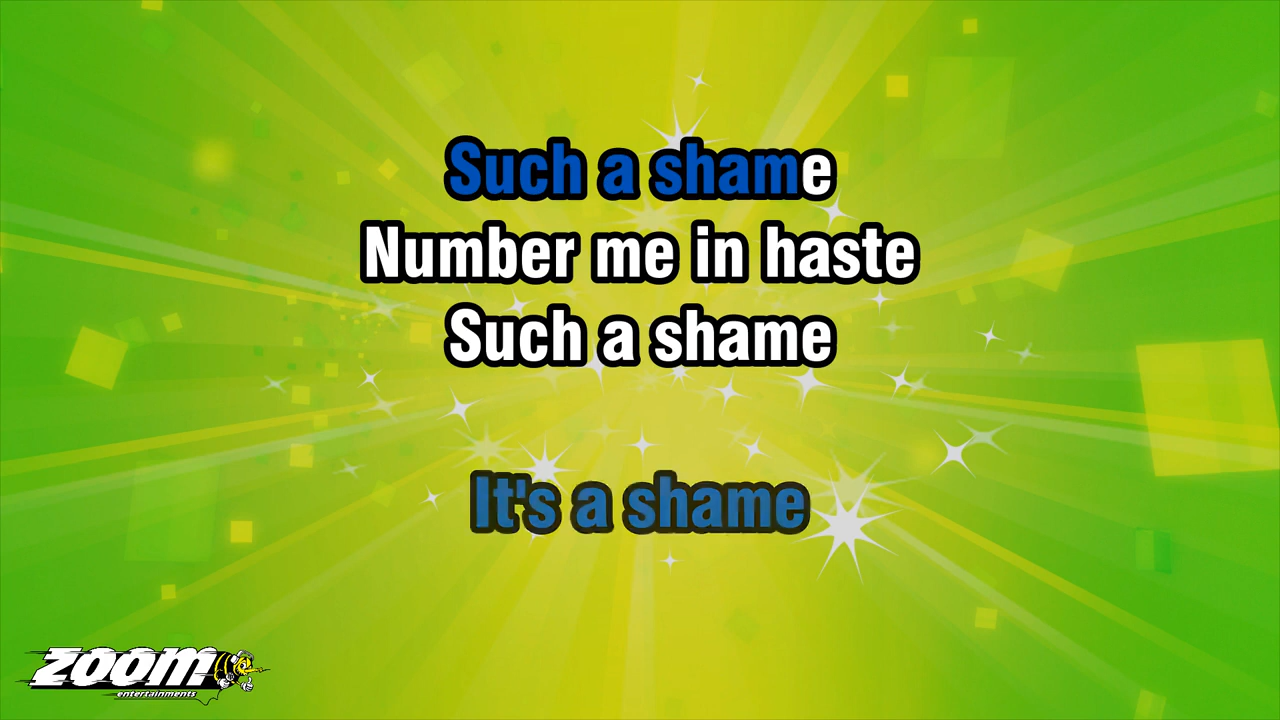 Such a shame
Number me in haste
Such a shame
It's a shame
zoom
entertainments